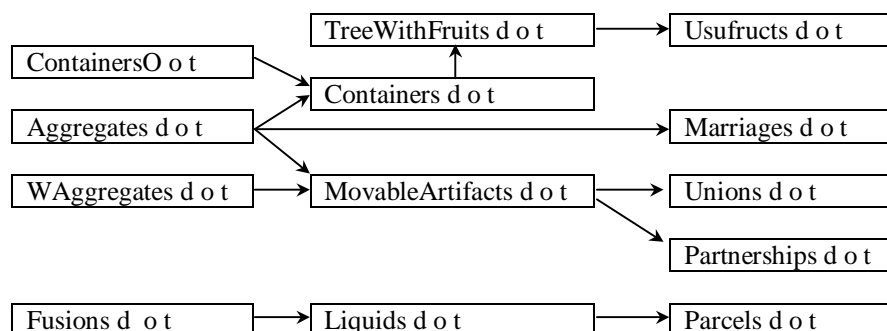 TreeWithFruits d o t
Usufructs d o t
ContainersO o t
Containers d o t
Aggregates d o t
Marriages d o t
WAggregates d o t
MovableArtifacts d o t
Unions d o t
Partnerships d o t
Fusions d o t
Liquids d o t
Parcels d o t